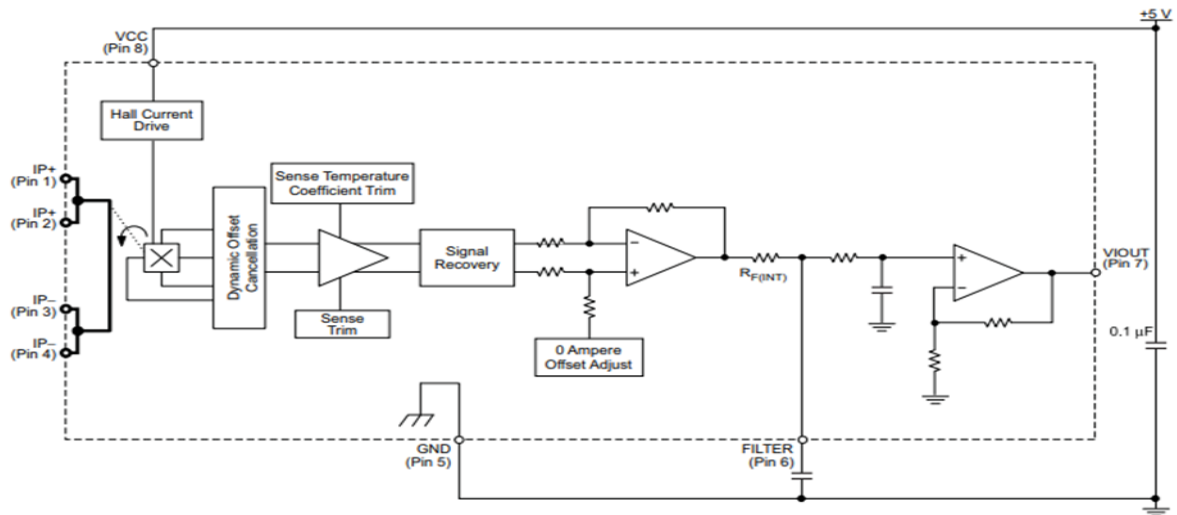 +5 V
VCC
(Pin 8)
Hall Current
Drive
IP+
(Pin 1)
IP+
(Pin 2)
IP−
(Pin 3)
IP−
(Pin 4)
Dynamic Offset
Cancellation
Sense Temperature
Coefficient Trim
Sense
Trim
Signal
Recovery
0 Ampere
Offset Adjust
−
+
RF(INT)
+
−
VIOUT
(Pin 7)
0.1 µF
GND
(Pin 5)
FILTER
(Pin 6)